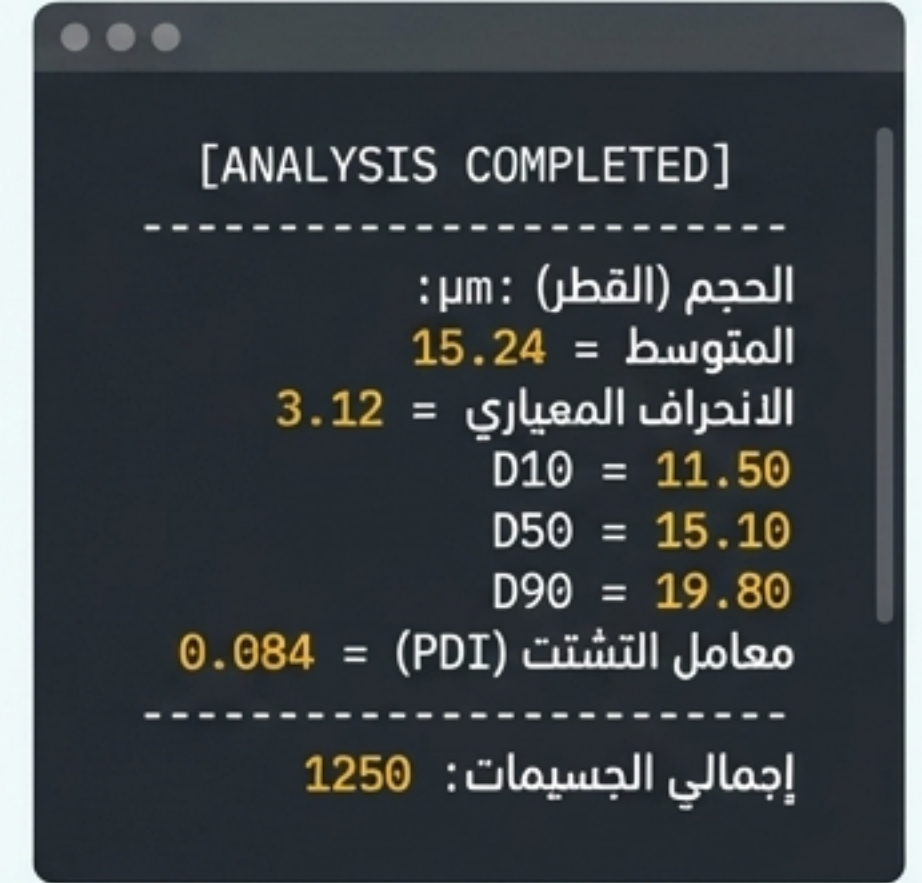 [ANALYSIS COMPLETED]
--------------------------
الحجم (القطر) :µm:
المتوسط = 15.24
الانحراف المعياري = 3.12
D10 = 11.50
D50 = 15.10
D90 = 19.80
معامل التشتت (PDI) = 0.084
--------------------------
إجمالي الجسيمات: 1250